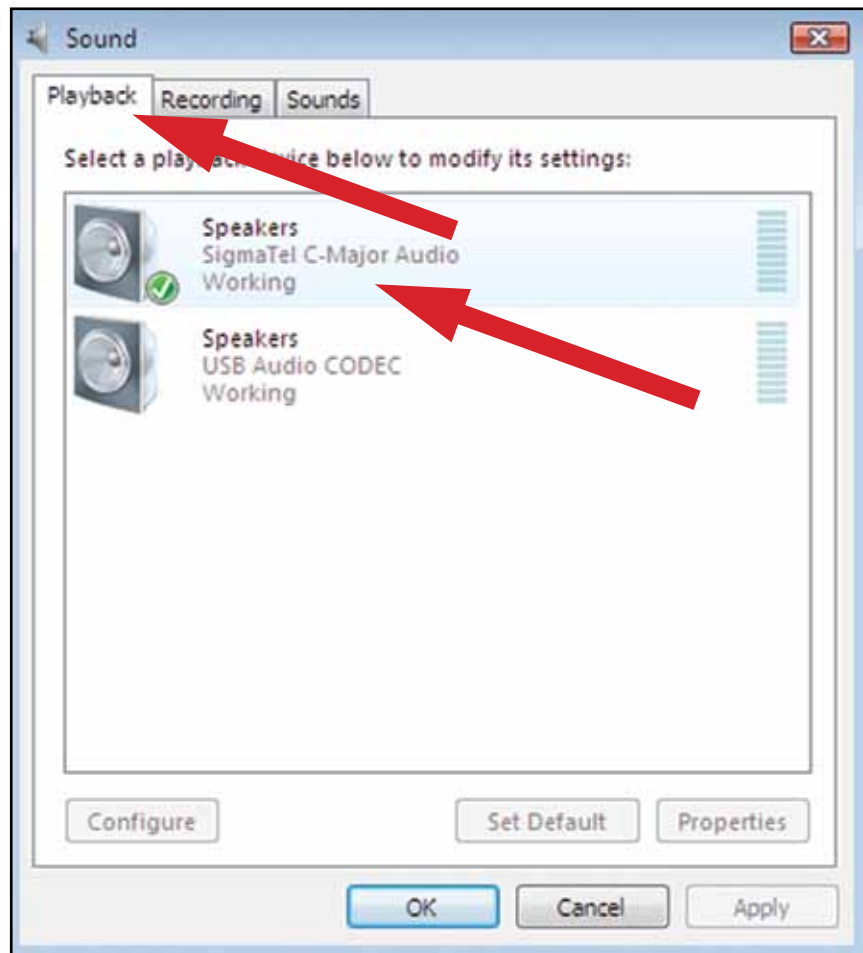 Sound
Playback Recording Sounds
Select a device below to modify its settings:
Speakers
SigmaTel C-Major Audio
Working
Speakers
USB Audio CODEC
Working
Configure Set Default Properties
OK Cancel Apply